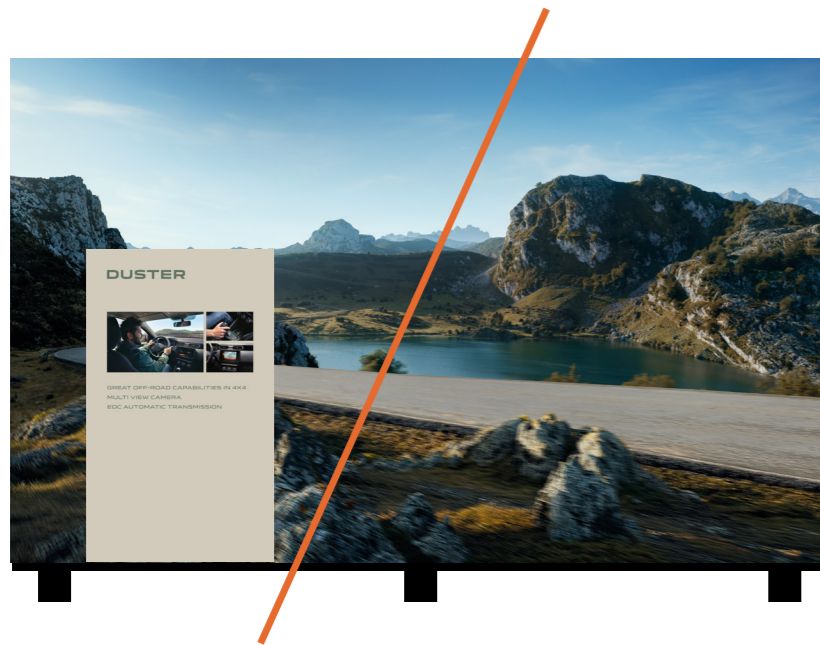 DUSTER
GREAT OFF-ROAD CAPABILITIES IN 4X4
MULTI VIEW CAMERA
EDC AUTOMATIC TRANSMISSION